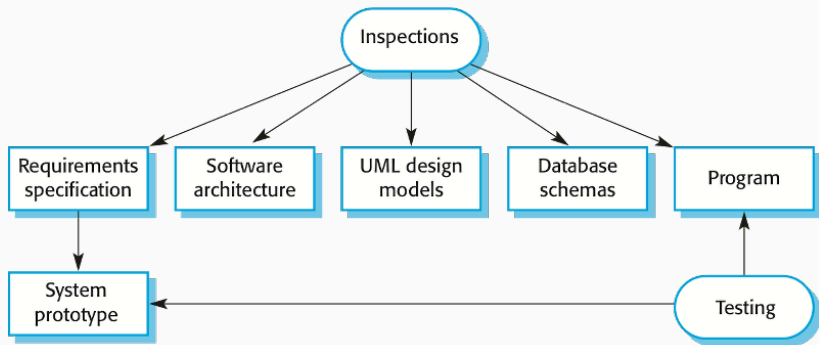 Inspections
Requirements
specification
Software
architecture
UML design
models
Database
schemas
Program
System
prototype
Testing